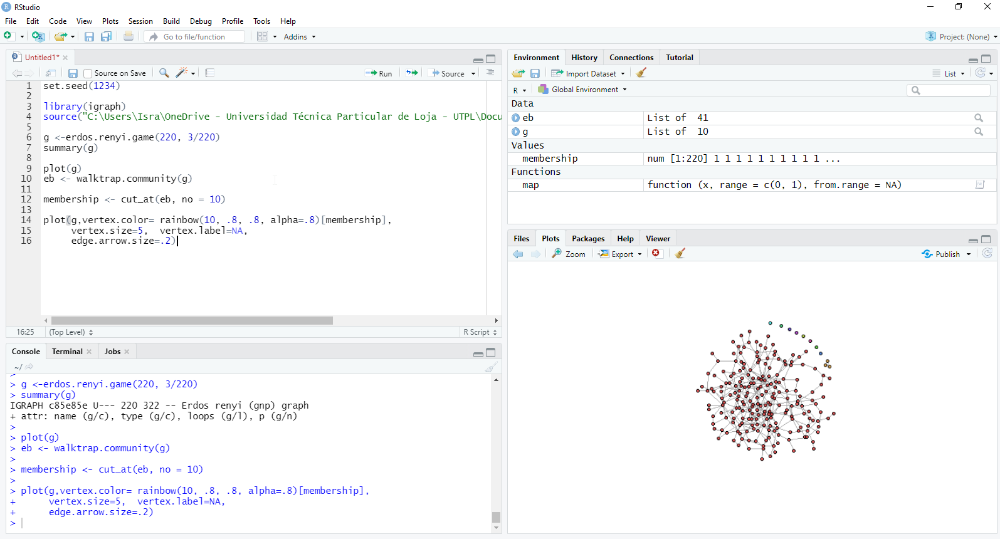 RStudio
File Edit Code View Plots Session Build Debug Profile Tools Help
Go to file/function Addins Project: (None)
Untitled1*
Source on Save Run Source
1 set.seed(1234)
2
3 library(igraph)
4 source("C:\Users\Isra\OneDrive - Universidad Técnica Particular de Loja - UTPL\Docu
5
6 g <-erdos.renyi.game(220, 3/220)
7 summary(g)
8
9 plot(g)
10 eb <- walktrap.community(g)
11
12 membership <- cut_at(eb, no = 10)
13
14 plot(g,vertex.color= rainbow(10, .8, .8, alpha=.8)[membership],
15 vertex.size=5, vertex.label=NA,
16 edge.arrow.size=.2)
16:25 (Top Level) R Script
Console Terminal Jobs
~/
>
> g <-erdos.renyi.game(220, 3/220)
> summary(g)
IGRAPH c85e85e U--- 220 322 -- Erdos renyi (gnp) graph
+ attr: name (g/c), type (g/c), loops (g/l), p (g/n)
>
> plot(g)
> eb <- walktrap.community(g)
>
> membership <- cut_at(eb, no = 10)
>
> plot(g,vertex.color= rainbow(10, .8, .8, alpha=.8)[membership],
+ vertex.size=5, vertex.label=NA,
+ edge.arrow.size=.2)
>
Environment History Connections Tutorial
Import Dataset List
R Global Environment
Data
eb List of 41
g List of 10
Values
membership num [1:220] 1 1 1 1 1 1 1 1 1 1 ...
Functions
map function (x, range = c(0, 1), from.range = NA)
Files Plots Packages Help Viewer
Zoom Export Publish